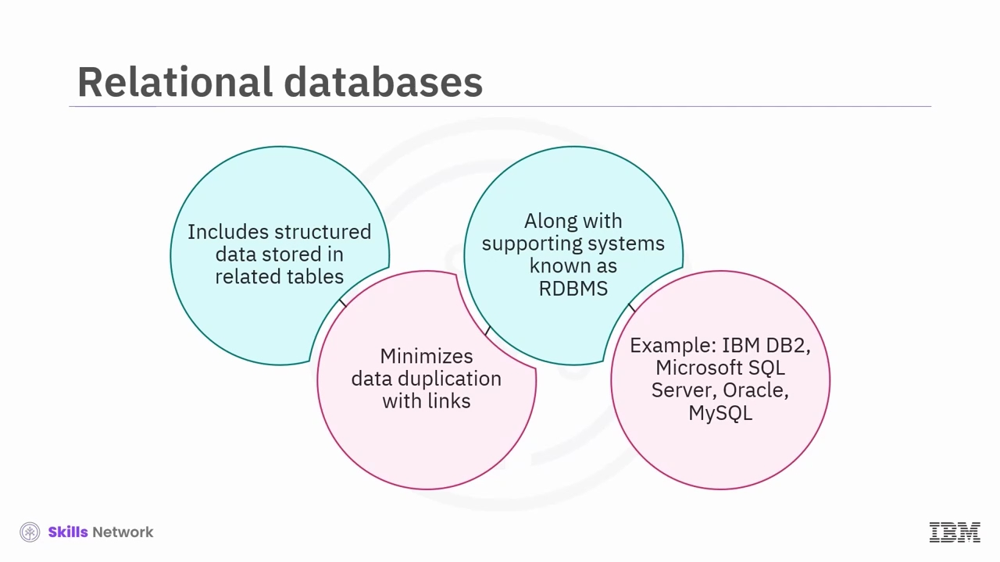 Relational databases
Includes structured
data stored in
related tables
Minimizes
data duplication
with links
Along with
supporting systems
known as
RDBMS
Example: IBM DB2,
Microsoft SQL
Server, Oracle,
MySQL
Skills Network
IBM